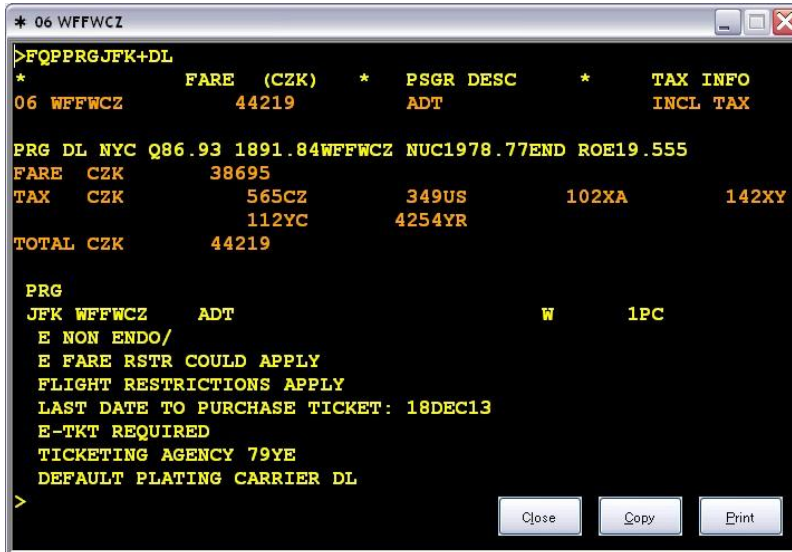 * 06 WFFWCZ
>FQPPRGJFK+DL
* FARE (CZK) * PSGR DESC * TAX INFO
06 WFFWCZ 44219 ADT INCL TAX
PRG DL NYC Q86.93 1891.84WFFWCZ NUC1978.77END ROE19.555
FARE CZK 38695
TAX CZK 565CZ 349US 102XA 142XY
112YC 4254YR
TOTAL CZK 44219
PRG
JFK WFFWCZ ADT W 1PC
E NON ENDO/
E FARE RSTR COULD APPLY
FLIGHT RESTRICTIONS APPLY
LAST DATE TO PURCHASE TICKET: 18DEC13
E-TKT REQUIRED
TICKETING AGENCY 79YE
DEFAULT PLATING CARRIER DL
>
Close Copy Print